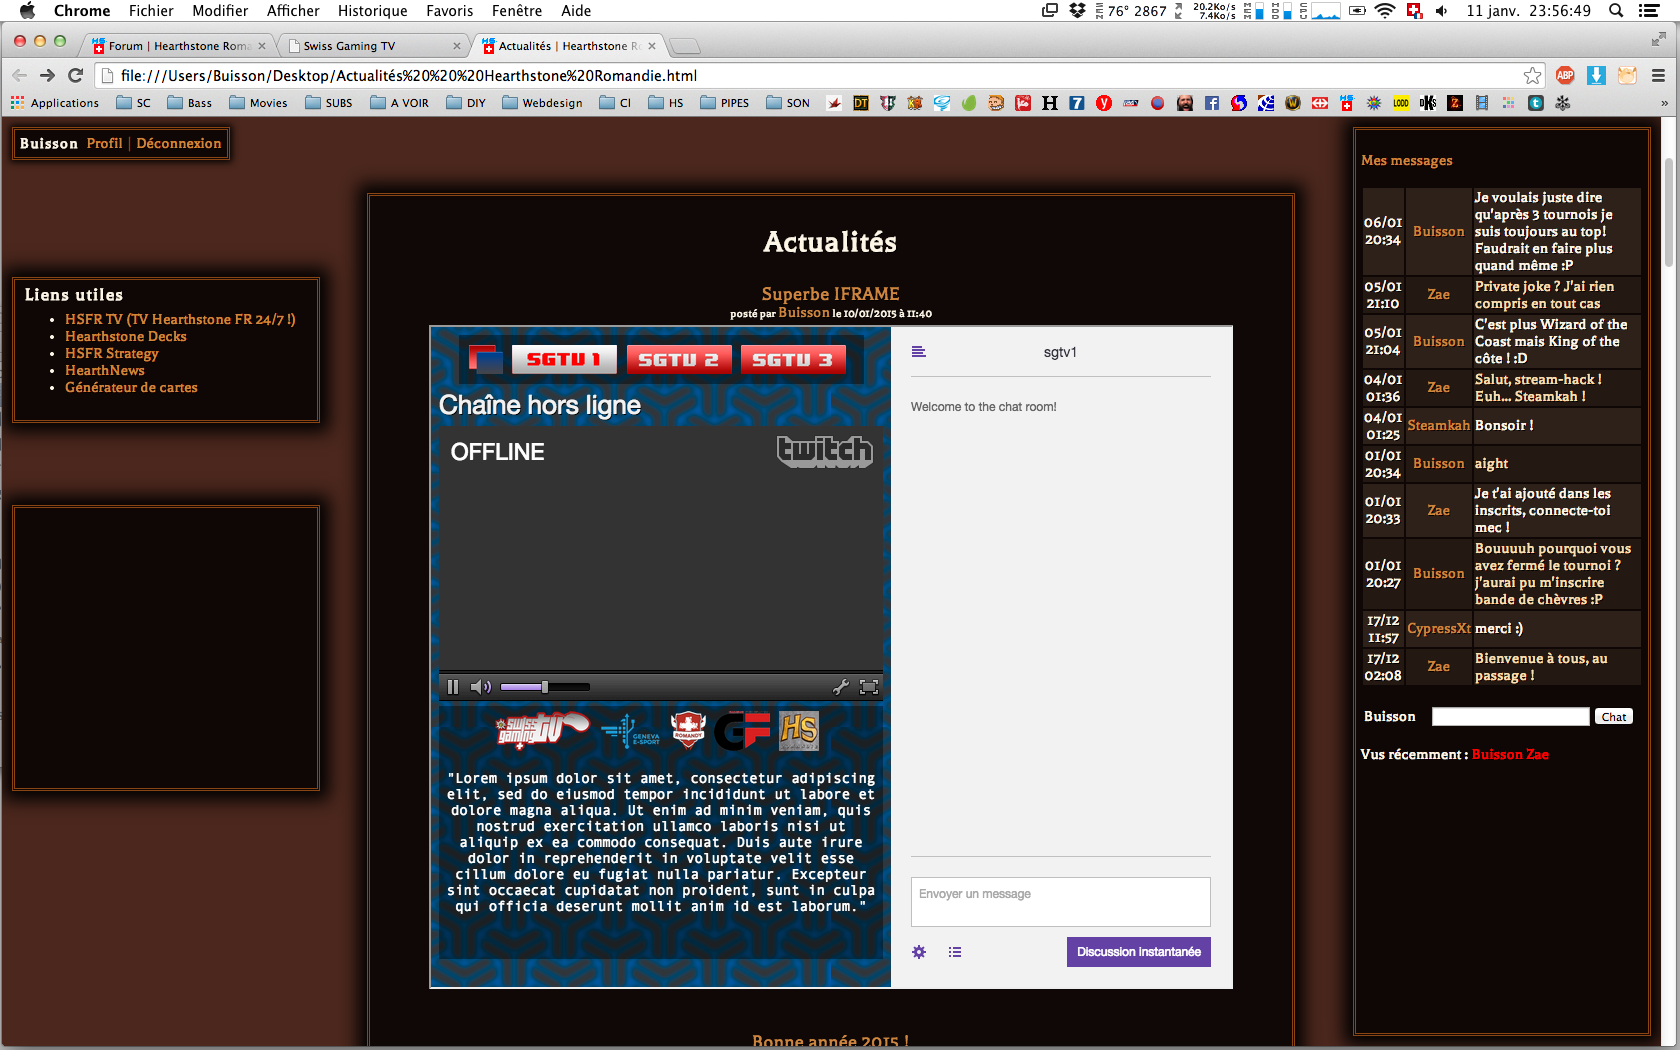 Chrome Fichier Modifier Afficher Historique Favoris Fenêtre Aide
76° 2867 20.2Ko/s 7.4Ko/s 11 janv. 23:56:49
Forum | Hearthstone Roma
Swiss Gaming TV
Actualités | Hearthstone R
file:///Users/Buisson/Desktop/Actualités%20%20%20Hearthstone%20Romandie.html
ABP
Applications SC Bass Movies SUBS A VOIR DIY Webdesign CI HS PIPES SON »
Buisson Profil | Déconnexion
Liens utiles
HSFR TV (TV Hearthstone FR 24/7 !)
Hearthstone Decks
HSFR Strategy
HearthNews
Générateur de cartes
Actualités
Superbe IFRAME
posté par Buisson le 10/01/2015 à 11:40
SGTV 1 SGTV 2 SGTV 3
Chaîne hors ligne
OFFLINE
twitch
swiss gaming TV
GENEVA E-SPORT
ROMANDY
GF
HS
"Lorem ipsum dolor sit amet, consectetur adipiscing
elit, sed do eiusmod tempor incididunt ut labore et
dolore magna aliqua. Ut enim ad minim veniam, quis
nostrud exercitation ullamco laboris nisi ut
aliquip ex ea commodo consequat. Duis aute irure
dolor in reprehenderit in voluptate velit esse
cillum dolore eu fugiat nulla pariatur. Excepteur
sint occaecat cupidatat non proident, sunt in culpa
qui officia deserunt mollit anim id est laborum."
sgtv1
Welcome to the chat room!
Envoyer un message
Discussion instantanée
Bonne année 2015 !
Mes messages
06/01 20:34 Buisson Je voulais juste dire
qu'après 3 tournois je
suis toujours au top!
Faudrait en faire plus
quand même :P
05/01 21:10 Zae Private joke ? J'ai rien
compris en tout cas
05/01 21:04 Buisson C'est plus Wizard of the
Coast mais King of the
côte ! :D
04/01 01:36 Zae Salut, stream-hack !
Euh... Steamkah !
04/01 01:25 Steamkah Bonsoir !
01/01 20:34 Buisson aight
01/01 20:33 Zae Je t'ai ajouté dans les
inscrits, connecte-toi
mec !
01/01 20:27 Buisson Bouuuuh pourquoi vous
avez fermé le tournoi ?
j'aurai pu m'inscrire
bande de chèvres :P
17/12 11:57 CypressXt merci :)
17/12 02:08 Zae Bienvenue à tous, au
passage !
Buisson Chat
Vus récemment : Buisson Zae